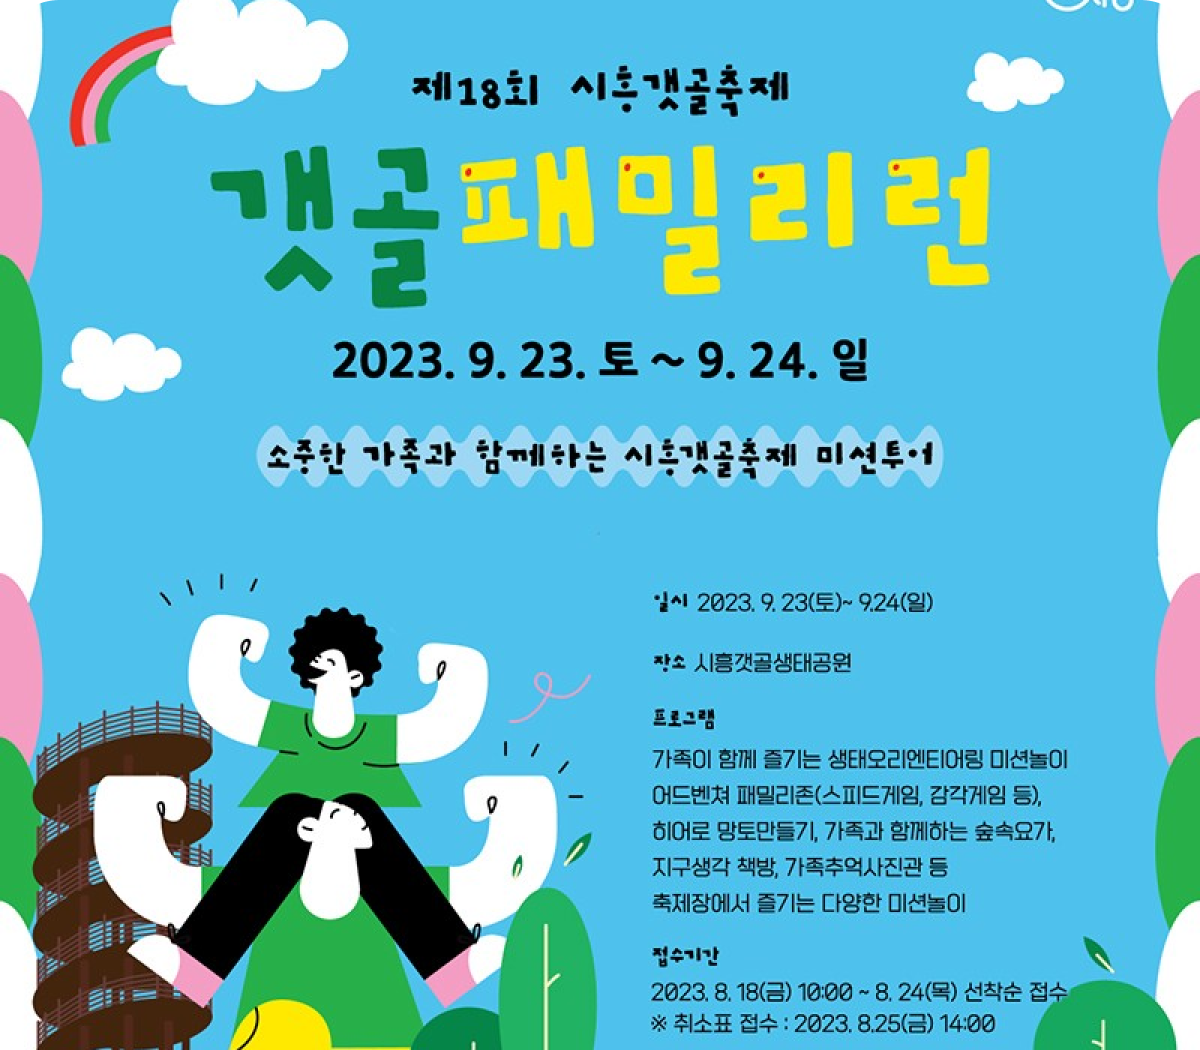 제18회 시흥갯골축제
갯골패밀리런
2023. 9. 23. 토 ~ 9. 24. 일
소중한 가족과 함께하는 시흥갯골축제 미션투어
일시 2023. 9. 23(토)~ 9.24(일)
장소 시흥갯골생태공원
프로그램
가족이 함께 즐기는 생태오리엔티어링 미션놀이
어드벤쳐 패밀리존(스피드게임, 감각게임 등),
히어로 망토만들기, 가족과 함께하는 숲속요가,
지구생각 책방, 가족추억사진관 등
축제장에서 즐기는 다양한 미션놀이
접수기간
2023. 8. 18(금) 10:00 ~ 8. 24(목) 선착순 접수
※ 취소표 접수 : 2023. 8.25(금) 14:00